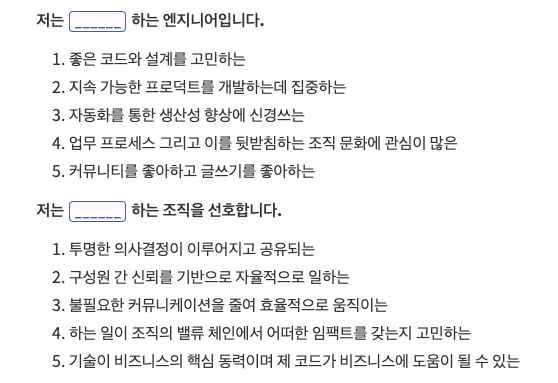 저는 ______ 하는 엔지니어입니다.
1. 좋은 코드와 설계를 고민하는
2. 지속 가능한 프로덕트를 개발하는데 집중하는
3. 자동화를 통한 생산성 향상에 신경쓰는
4. 업무 프로세스 그리고 이를 뒷받침하는 조직 문화에 관심이 많은
5. 커뮤니티를 좋아하고 글쓰기를 좋아하는
저는 ______ 하는 조직을 선호합니다.
1. 투명한 의사결정이 이루어지고 공유되는
2. 구성원 간 신뢰를 기반으로 자율적으로 일하는
3. 불필요한 커뮤니케이션을 줄여 효율적으로 움직이는
4. 하는 일이 조직의 밸류 체인에서 어떠한 임팩트를 갖는지 고민하는
5. 기술이 비즈니스의 핵심 동력이며 제 코드가 비즈니스에 도움이 될 수 있는